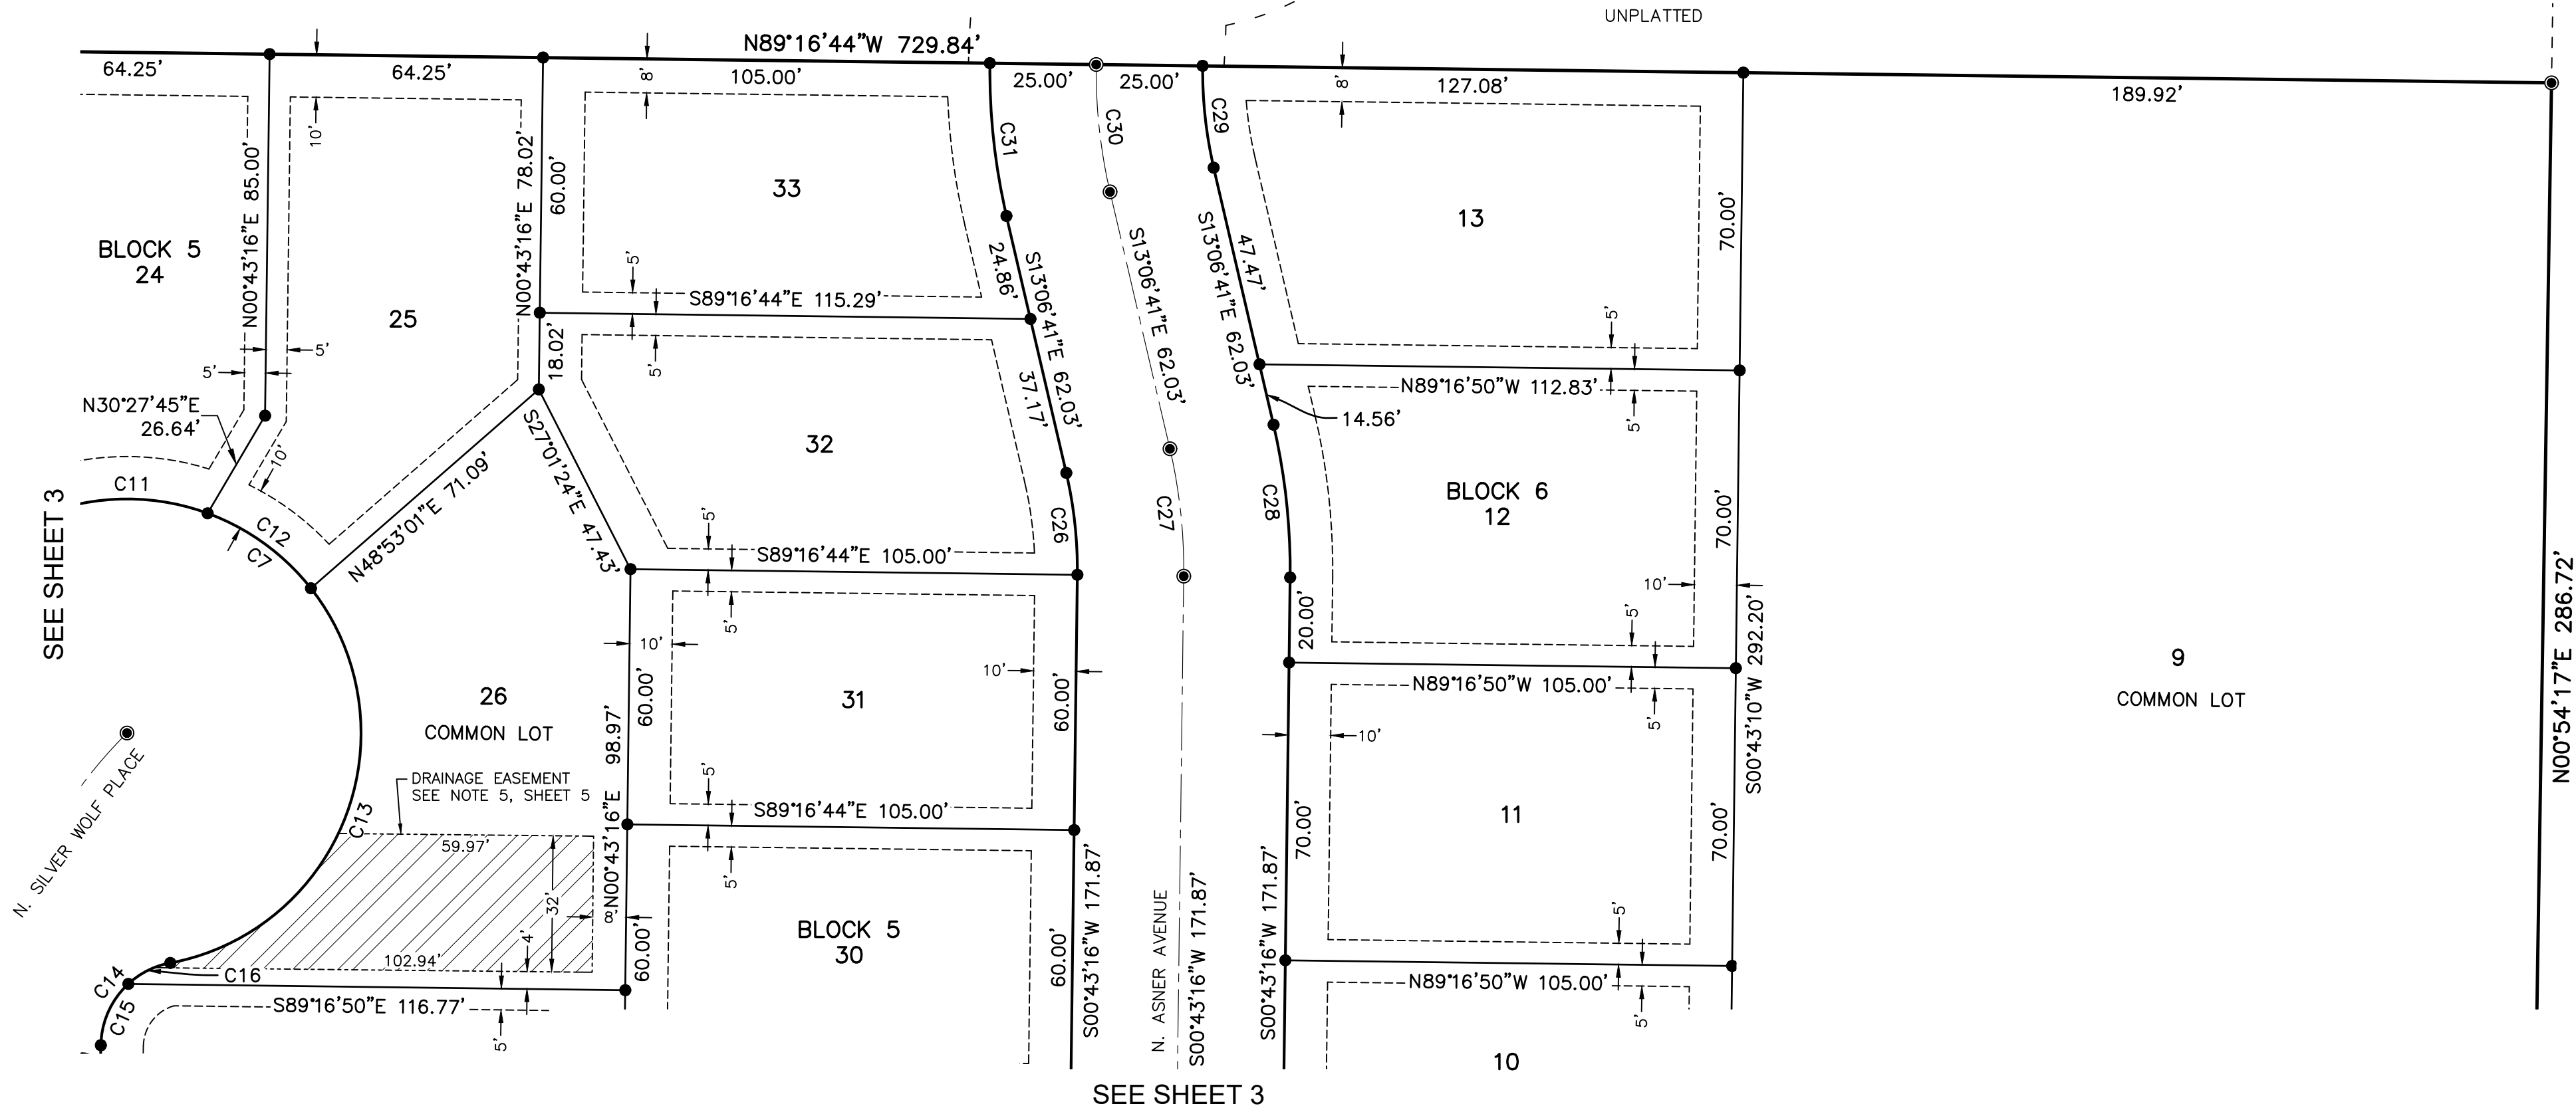 UNPLATTED
N89°16'44"W 729.84'
64.25'
64.25'
8'
105.00'
25.00'
25.00'
8'
127.08'
189.92'
10'
N00°43'16"E 85.00'
N00°43'16"E 78.02'
60.00'
33
C31
C30
C29
13
70.00'
BLOCK 5
24
25
5'
S89°16'44"E 115.29'
24.86'
S13°06'41"E 62.03'
S13°06'41"E 62.03'
S13°06'41"E 62.03'
47.47'
5'
5'
5'
18.02'
5'
37.17'
N89°16'50"W 112.83'
5'
14.56'
N30°27'45"E
26.64'
10'
S27°01'24"E 47.43'
32
C11
C12
C7
N48°53'01"E 71.09'
5'
S89°16'44"E 105.00'
C26
C27
C28
BLOCK 6
12
70.00'
10'
SEE SHEET 3
5'
10'
60.00'
31
10'
60.00'
20.00'
5'
N89°16'50"W 105.00'
5'
S00°43'10"W 292.20'
9
COMMON LOT
N00°54'17"E 286.72'
26
COMMON LOT
98.97'
N00°43'16"E
10'
DRAINAGE EASEMENT
SEE NOTE 5, SHEET 5
5'
S89°16'44"E 105.00'
5'
C13
59.97'
32'
8'
4'
102.94'
60.00'
BLOCK 5
30
60.00'
S00°43'16"W 171.87'
N. ASNER AVENUE
S00°43'16"W 171.87'
S00°43'16"W 171.87'
70.00'
11
70.00'
5'
N89°16'50"W 105.00'
5'
N. SILVER WOLF PLACE
C14
C16
C15
S89°16'50"E 116.77'
5'
10
SEE SHEET 3